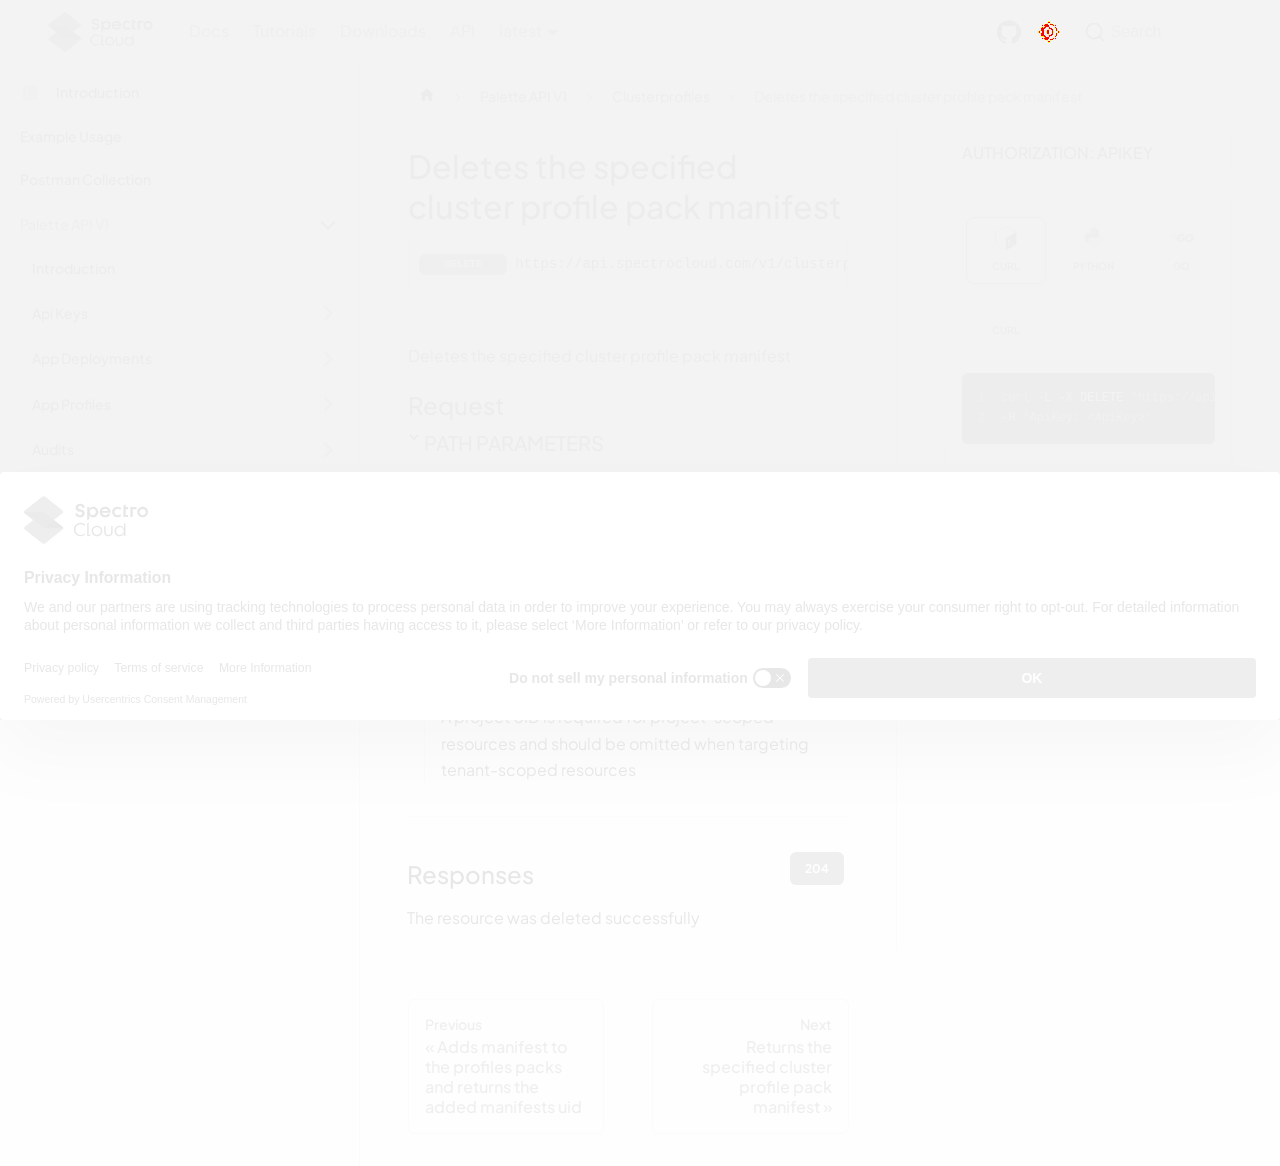 Spectro
Cloud
Docs Tutorials Downloads API latest
Search
Introduction
Example Usage
Postman Collection
Palette API V1
Introduction
Api Keys
App Deployments
App Profiles
Audits
Palette API V1
Clusterprofiles
Deletes the specified cluster profile pack manifest
Deletes the specified
cluster profile pack manifest
https://api.spectrocloud.com/v1/clusterp
Deletes the specified cluster profile pack manifest
Request
PATH PARAMETERS
AUTHORIZATION: APIKEY
CURL PYTHON GO
CURL
DELETE
Spectro
Cloud
Privacy Information
We and our partners are using tracking technologies to process personal data in order to improve your experience. You may always exercise your consumer right to opt-out. For detailed information
about personal information we collect and third parties having access to it, please select ‘More Information’ or refer to our privacy policy.
Privacy policy Terms of service More Information
Do not sell my personal information
OK
Powered by Usercentrics Consent Management
A project uid is required for project-scoped
resources and should be omitted when targeting
tenant-scoped resources
Responses
204
The resource was deleted successfully
Previous
« Adds manifest to
the profiles packs
and returns the
added manifests uid
Next
Returns the
specified cluster
profile pack
manifest »